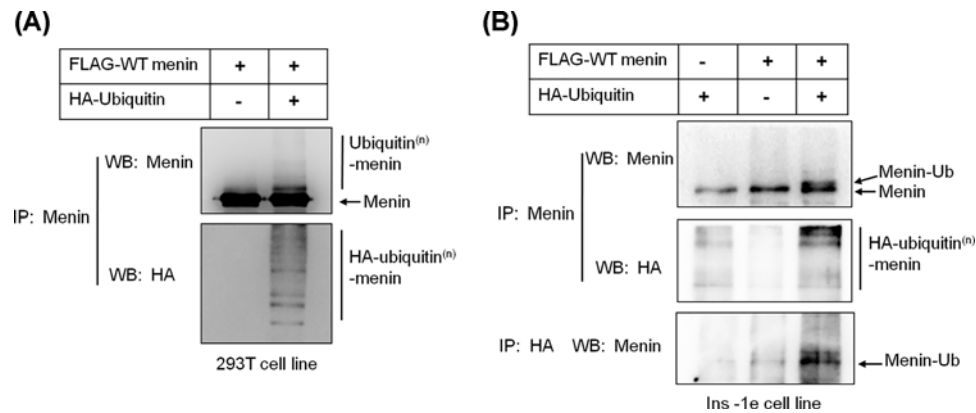 (A)
FLAG-WT menin + +
HA-Ubiquitin - +
IP: Menin
WB: Menin
Ubiquitin(n)
-menin
Menin
WB: HA
HA-ubiquitin(n)
-menin
293T cell line
(B)
FLAG-WT menin - + +
HA-Ubiquitin + - +
IP: Menin
WB: Menin
Menin-Ub
Menin
WB: HA
HA-ubiquitin(n)
-menin
IP: HA WB: Menin
Menin-Ub
Ins -1e cell line